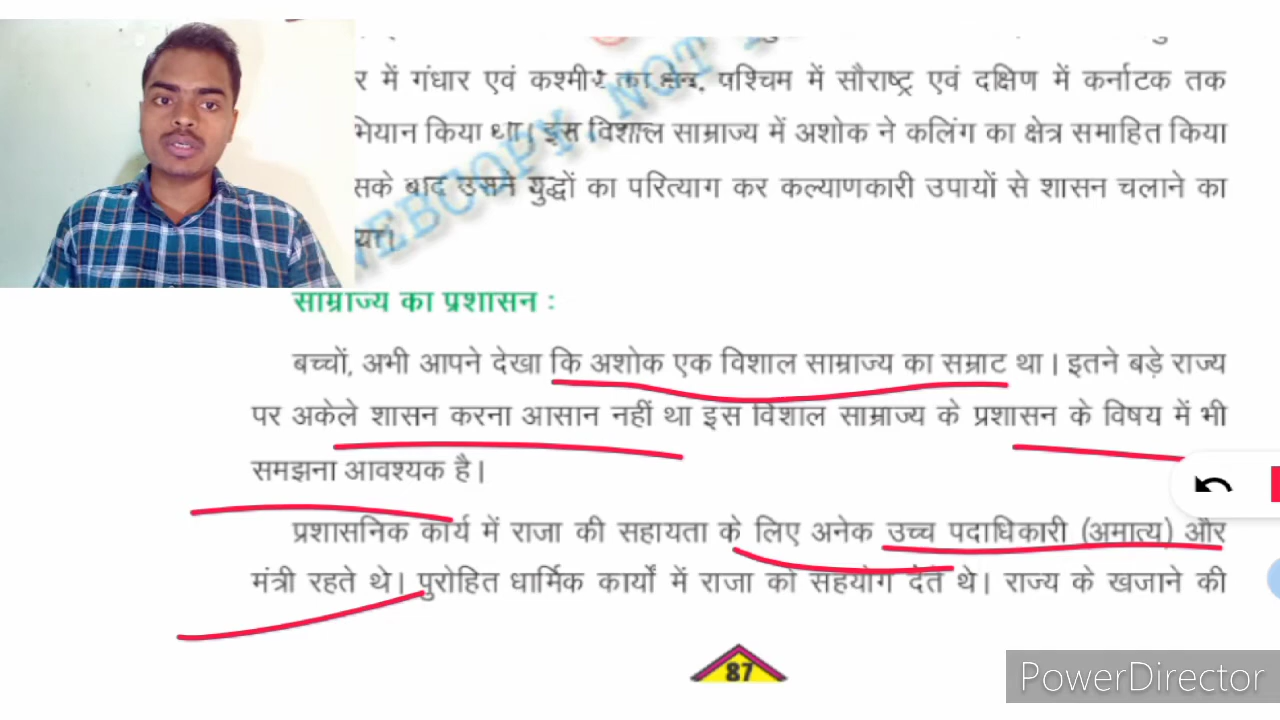 र में गंधार एवं कश्मीर का क्षेत्र, पश्चिम में सौराष्ट्र एवं दक्षिण में कर्नाटक तक
भियान किया था। इस विशाल साम्राज्य में अशोक ने कलिंग का क्षेत्र समाहित किया
सके बाद उसने युद्धों का परित्याग कर कल्याणकारी उपायों से शासन चलाने का
या।
WEBCOPY NOT
साम्राज्य का प्रशासन :
बच्चों, अभी आपने देखा कि अशोक एक विशाल साम्राज्य का सम्राट था। इतने बड़े राज्य
पर अकेले शासन करना आसान नहीं था इस विशाल साम्राज्य के प्रशासन के विषय में भी
समझना आवश्यक है।
प्रशासनिक कार्य में राजा की सहायता के लिए अनेक उच्च पदाधिकारी (अमात्य) और
मंत्री रहते थे। पुरोहित धार्मिक कार्यों में राजा को सहयोग देते थे। राज्य के खजाने की
87
PowerDirector